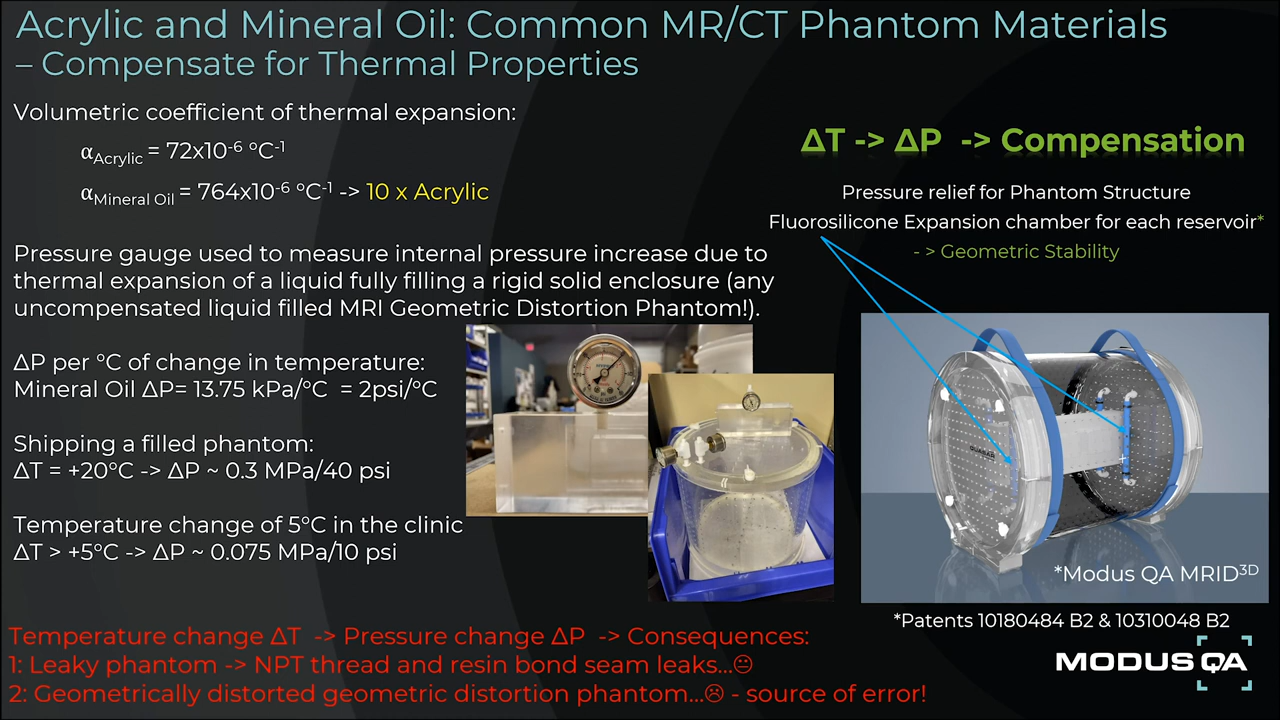 Acrylic and Mineral Oil: Common MR/CT Phantom Materials
– Compensate for Thermal Properties
Volumetric coefficient of thermal expansion:
αAcrylic = 72x10-6 ºC-1
αMineral Oil = 764x10-6 ºC-1 -> 10 x Acrylic
Pressure gauge used to measure internal pressure increase due to
thermal expansion of a liquid fully filling a rigid solid enclosure (any
uncompensated liquid filled MRI Geometric Distortion Phantom!).
ΔP per °C of change in temperature:
Mineral Oil ΔP= 13.75 kPa/°C = 2psi/°C
Shipping a filled phantom:
ΔT = +20°C -> ΔP ~ 0.3 MPa/40 psi
Temperature change of 5°C in the clinic
ΔT > +5°C -> ΔP ~ 0.075 MPa/10 psi
Temperature change ΔT -> Pressure change ΔP -> Consequences:
1: Leaky phantom -> NPT thread and resin bond seam leaks...😐
2: Geometrically distorted geometric distortion phantom...☹ - source of error!
ΔT -> ΔP -> Compensation
Pressure relief for Phantom Structure
Fluorosilicone Expansion chamber for each reservoir*
- > Geometric Stability
QUASAR
*Modus QA MRID3D
*Patents 10180484 B2 & 10310048 B2
MODUS QA